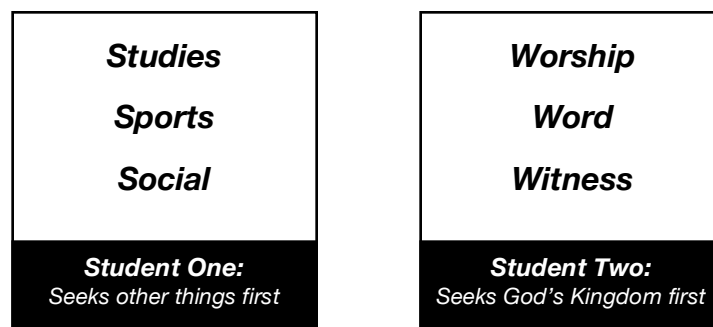 Studies
Sports
Social
Student One:
Seeks other things first
Worship
Word
Witness
Student Two:
Seeks God's Kingdom first